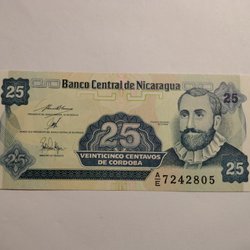 Banco Central de Nicaragua
25
25
25
25
VEINTICINCO CENTAVOS
DE CORDOBA
A/E 7242805